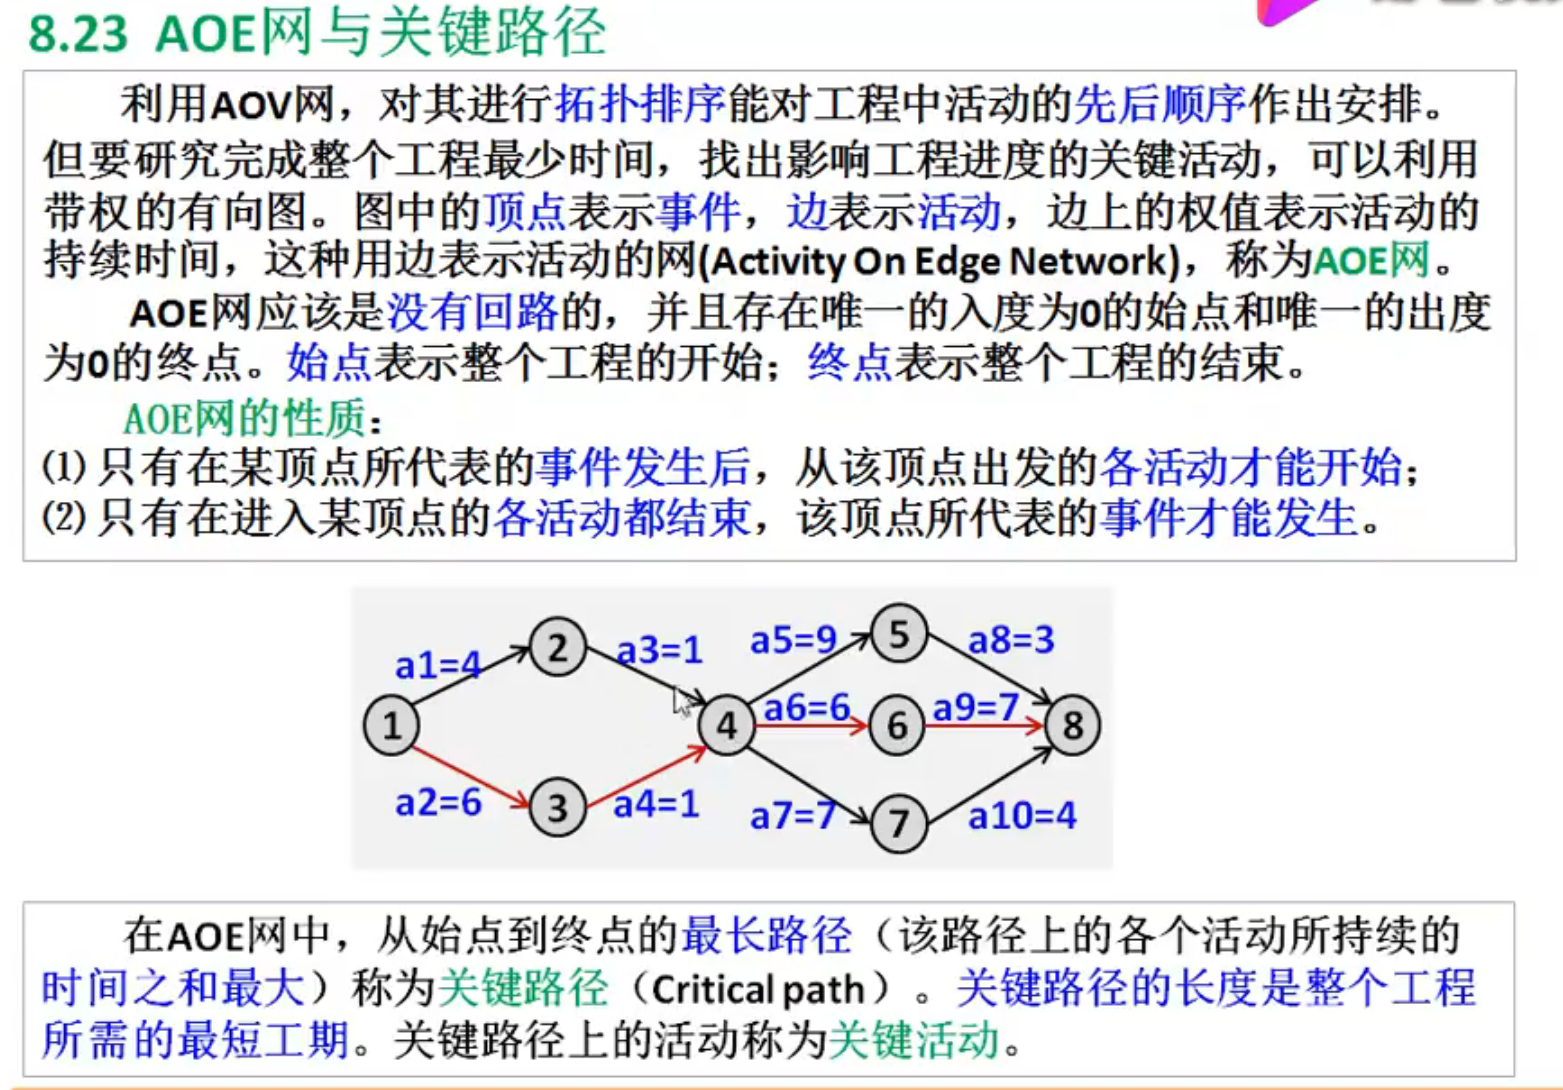 8.23 AOE网与关键路径
利用AOV网，对其进行拓扑排序能对工程中活动的先后顺序作出安排。
但要研究完成整个工程最少时间，找出影响工程进度的关键活动，可以利用
带权的有向图。图中的顶点表示事件，边表示活动，边上的权值表示活动的
持续时间，这种用边表示活动的网(Activity On Edge Network)，称为AOE网。
AOE网应该是没有回路的，并且存在唯一的入度为0的始点和唯一的出度
为0的终点。始点表示整个工程的开始；终点表示整个工程的结束。
AOE网的性质：
⑴ 只有在某顶点所代表的事件发生后，从该顶点出发的各活动才能开始；
⑵ 只有在进入某顶点的各活动都结束，该顶点所代表的事件才能发生。
a1=4
2
a3=1
a5=9
5
a8=3
1
4
a6=6
6
a9=7
8
a2=6
3
a4=1
a7=7
7
a10=4
在AOE网中，从始点到终点的最长路径（该路径上的各个活动所持续的
时间之和最大）称为关键路径（Critical path）。关键路径的长度是整个工程
所需的最短工期。关键路径上的活动称为关键活动。